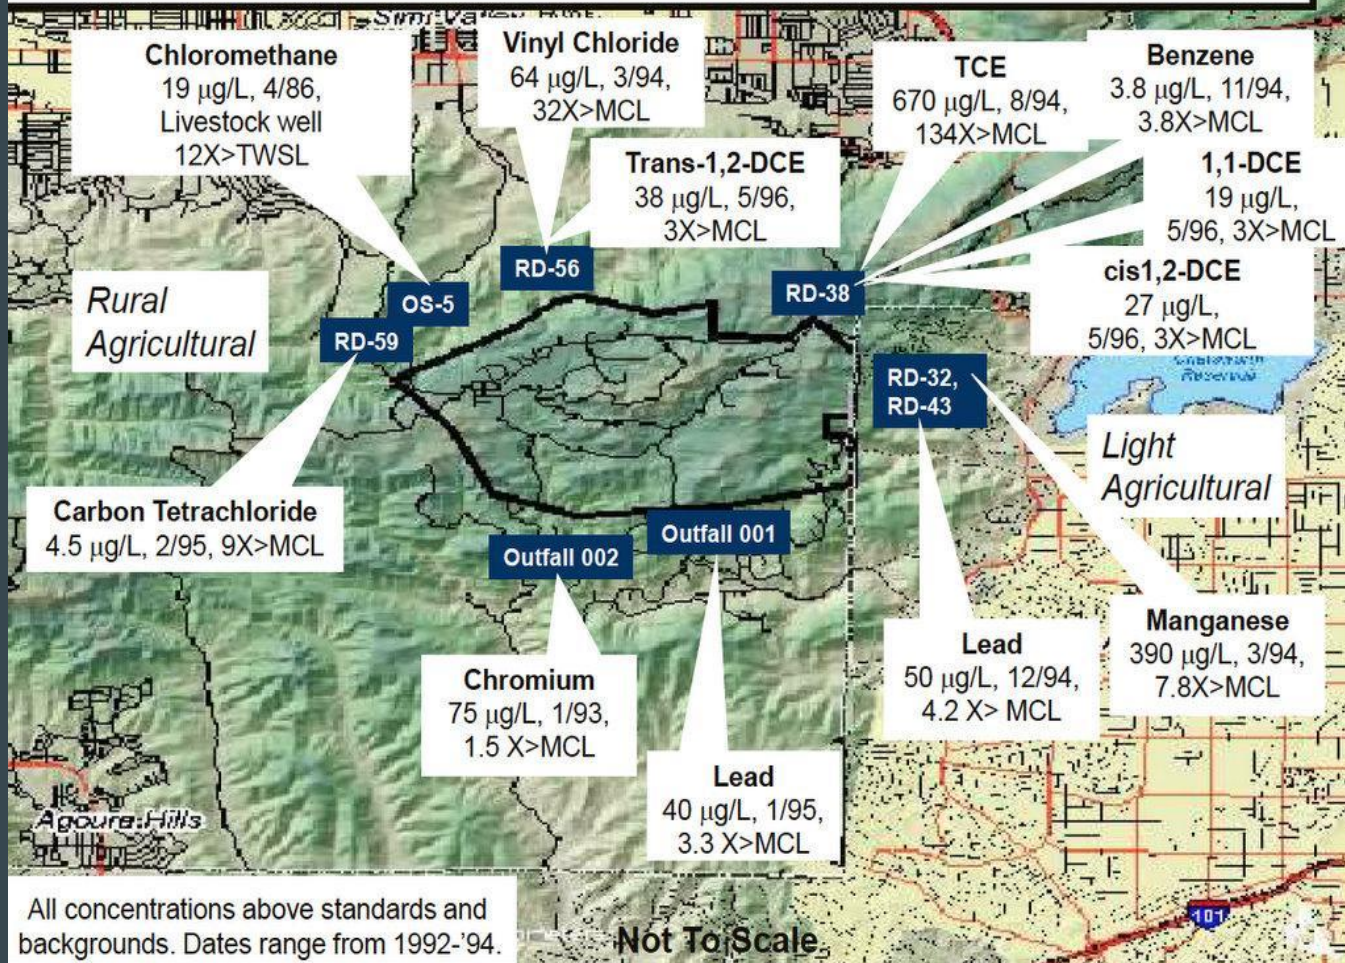 Simi Valley
Chloromethane
19 µg/L, 4/86,
Livestock well
12X>TWSL
Vinyl Chloride
64 µg/L, 3/94,
32X>MCL
Trans-1,2-DCE
38 µg/L, 5/96,
3X>MCL
TCE
670 µg/L, 8/94,
134X>MCL
Benzene
3.8 µg/L, 11/94,
3.8X>MCL
1,1-DCE
19 µg/L,
5/96, 3X>MCL
cis1,2-DCE
27 µg/L,
5/96, 3X>MCL
RD-56
RD-38
OS-5
RD-59
Rural
Agricultural
RD-32,
RD-43
Reservoir
Light
Agricultural
Carbon Tetrachloride
4.5 µg/L, 2/95, 9X>MCL
Outfall 002
Outfall 001
Chromium
75 µg/L, 1/93,
1.5 X>MCL
Lead
40 µg/L, 1/95,
3.3 X>MCL
Lead
50 µg/L, 12/94,
4.2 X> MCL
Manganese
390 µg/L, 3/94,
7.8X>MCL
Agoura Hills
All concentrations above standards and
backgrounds. Dates range from 1992-'94.
Not To Scale
101